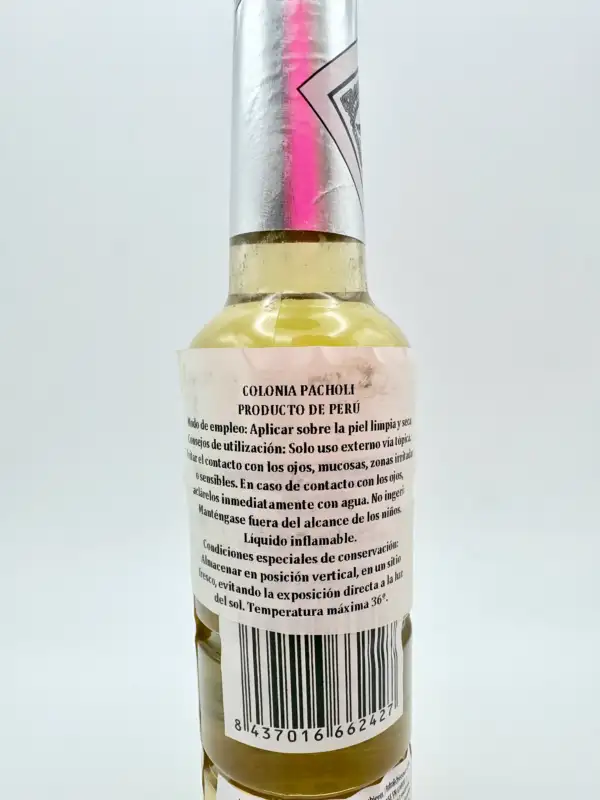 COLONIA PACHOLI
PRODUCTO DE PERÚ
Modo de empleo: Aplicar sobre la piel limpia y seca
Consejos de utilización: Solo uso externo vía tópica.
Evitar el contacto con los ojos, mucosas, zonas irritadas
o sensibles. En caso de contacto con los ojos,
aclárelos inmediatamente con agua. No ingeri
Manténgase fuera del alcance de los niños.
Líquido inflamable.
Condiciones especiales de conservación:
Almacenar en posición vertical, en un sitio
fresco, evitando la exposición directa a la luz
del sol. Temperatura máxima 36º.
8 437016 662427